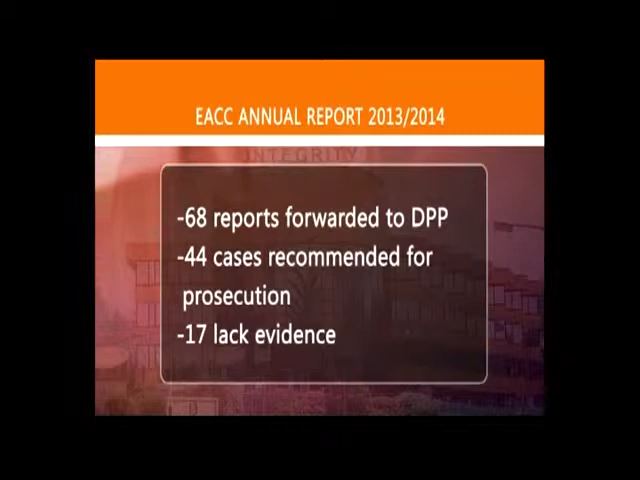 EACC ANNUAL REPORT 2013/2014
INTEGRITY
-68 reports forwarded to DPP
-44 cases recommended for
prosecution
-17 lack evidence